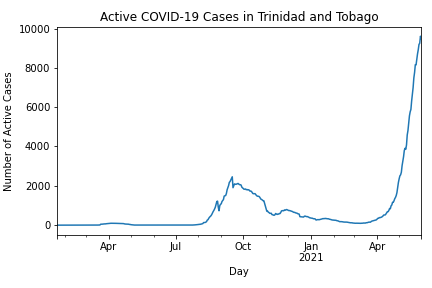 Active COVID-19 Cases in Trinidad and Tobago
10000
8000
6000
4000
2000
0
Number of Active Cases
Apr
Jul
Oct
Jan
2021
Apr
Day